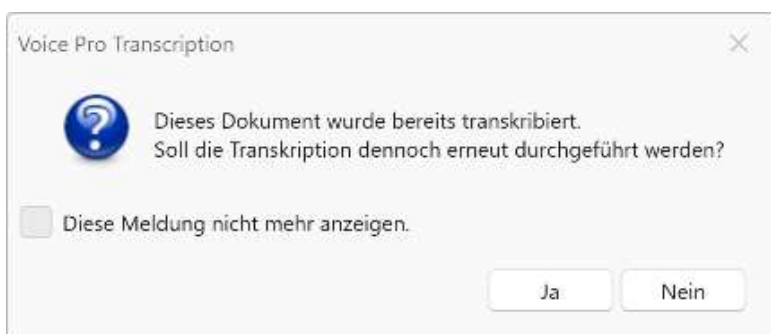 Voice Pro Transcription
Dieses Dokument wurde bereits transkribiert.
Soll die Transkription dennoch erneut durchgeführt werden?
Diese Meldung nicht mehr anzeigen.
Ja Nein